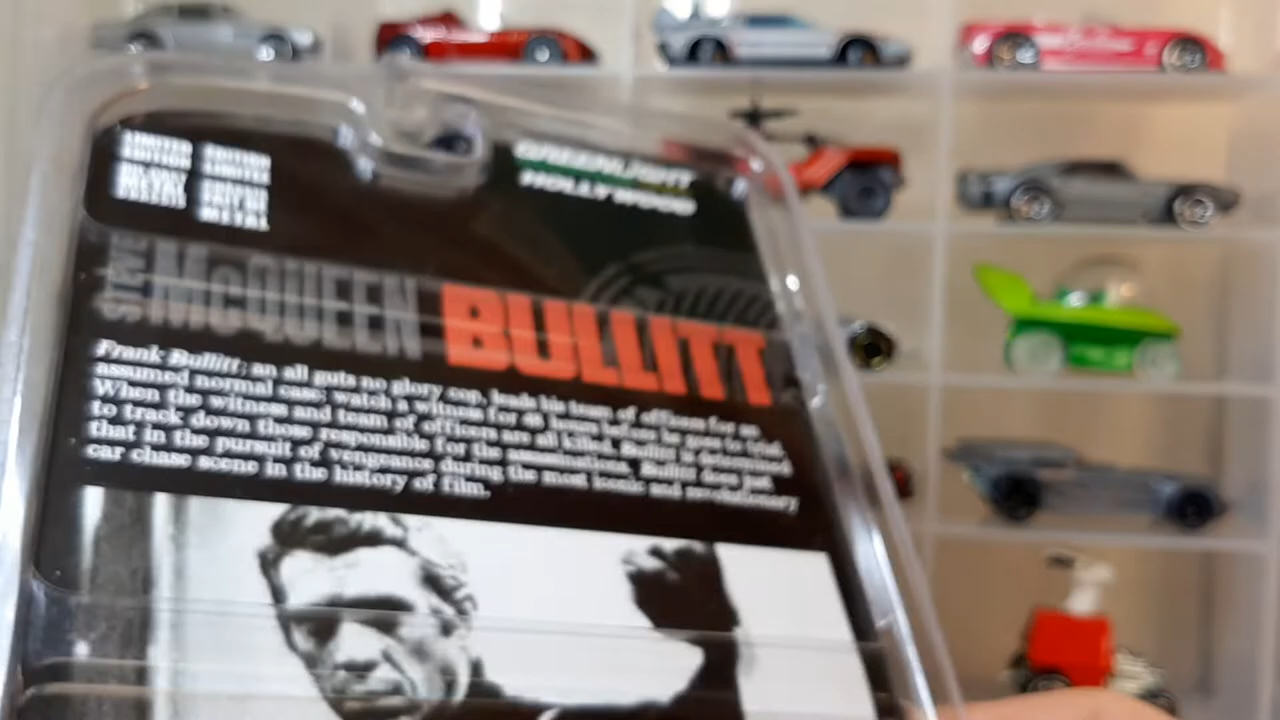 LIMITED EDITION
ÉDITION LIMITÉE
METAL
GREENLIGHT
HOLLYWOOD
STEVE McQUEEN BULLITT
Frank Bullitt; an all guts no glory cop, leads his team of officers for an
assumed normal case; watch a witness for 48 hours before he goes to trial.
When the witness and team of officers are all killed, Bullitt is determined
to track down those responsible for the assassinations. Bullitt does just
that in the pursuit of vengeance during the most iconic and revolutionary
car chase scene in the history of film.